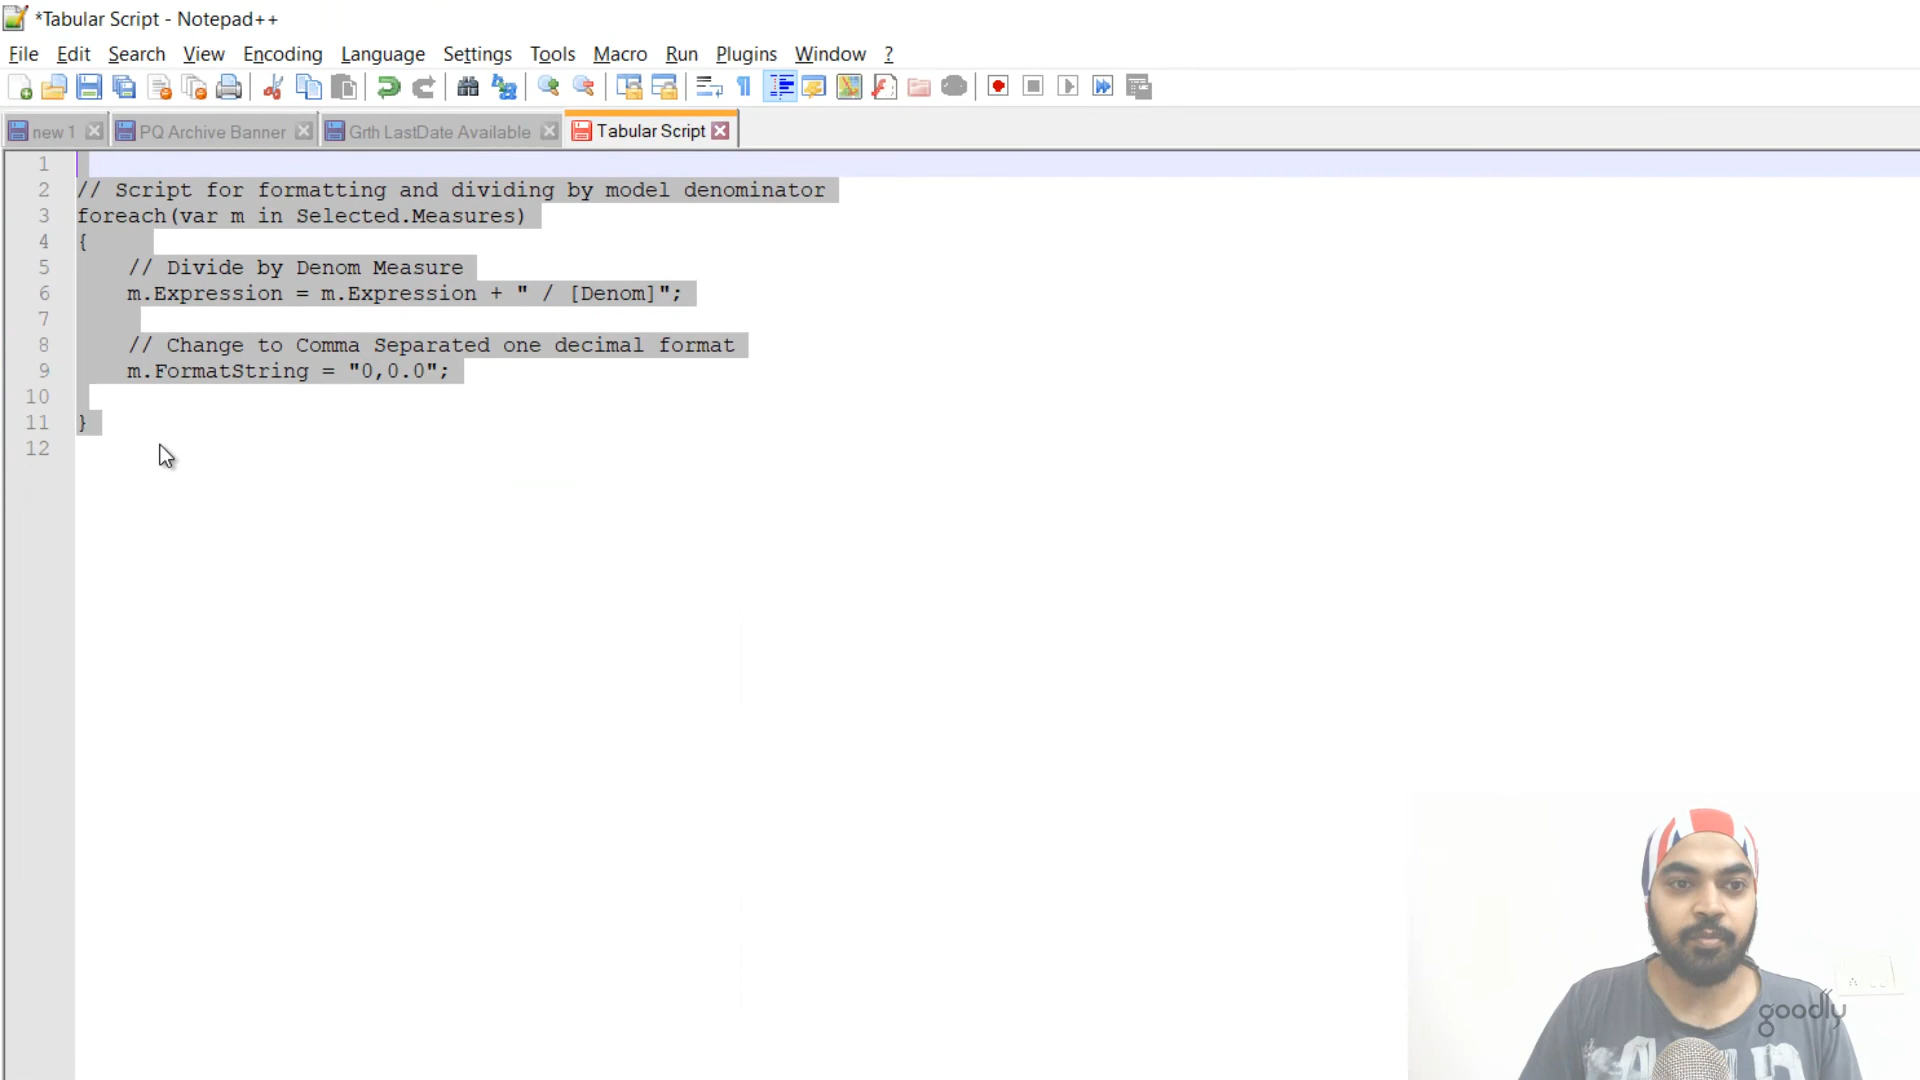 *Tabular Script - Notepad++
File Edit Search View Encoding Language Settings Tools Macro Run Plugins Window ?
new 1 PQ Archive Banner Grth LastDate Available Tabular Script
1
2 // Script for formatting and dividing by model denominator
3 foreach(var m in Selected.Measures)
4 {
5 // Divide by Denom Measure
6 m.Expression = m.Expression + " / [Denom]";
7
8 // Change to Comma Separated one decimal format
9 m.FormatString = "0,0.0";
10
11 }
12
goodly